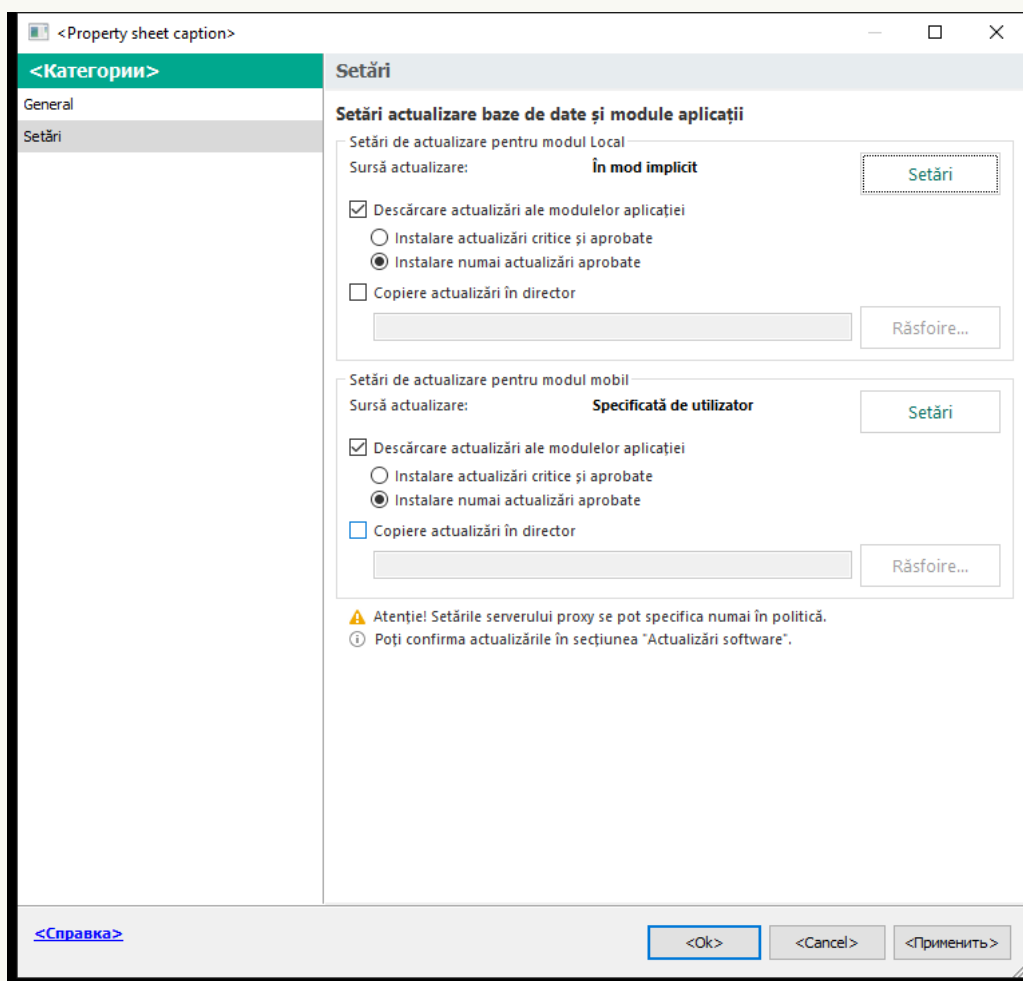 <Property sheet caption>
<Категории>
General
Setări
Setări
Setări actualizare baze de date și module aplicații
Setări de actualizare pentru modul Local
Sursă actualizare: În mod implicit Setări
Descărcare actualizări ale modulelor aplicației
Instalare actualizări critice și aprobate
Instalare numai actualizări aprobate
Copiere actualizări în director
Răsfoire...
Setări de actualizare pentru modul mobil
Sursă actualizare: Specificată de utilizator Setări
Descărcare actualizări ale modulelor aplicației
Instalare actualizări critice și aprobate
Instalare numai actualizări aprobate
Copiere actualizări în director
Răsfoire...
Atenție! Setările serverului proxy se pot specifica numai în politică.
Poți confirma actualizările în secțiunea "Actualizări software".
<Справка> <Ok> <Cancel> <Применить>